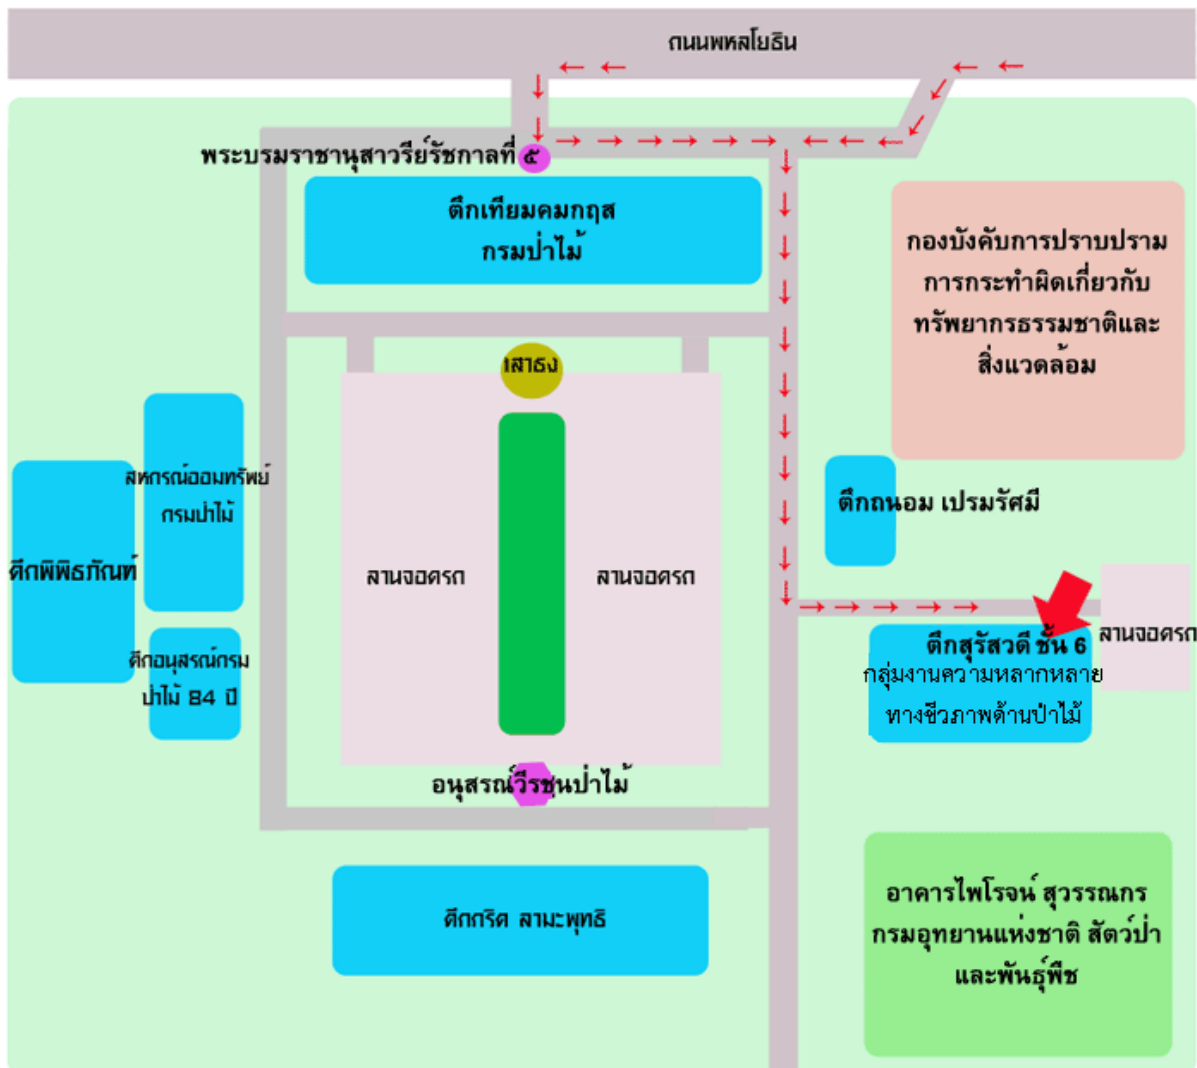 ถนนพหลโยธิน
พระบรมราชานุสาวรีย์รัชกาลที่ ๕
ตึกเทียมคมกฤส
กรมป่าไม้
กองบังคับการปราบปราม
การกระทำผิดเกี่ยวกับ
ทรัพยากรธรรมชาติและ
สิ่งแวดล้อม
เสาธง
สหกรณ์ออมทรัพย์
กรมป่าไม้
ตึกถนอม เปรมรัศมี
ตึกพิพิธภัณฑ์
ลานจอดรถ
ลานจอดรถ
ตึกอนุสรณ์กรม
ป่าไม้ 84 ปี
ลานจอดรถ
ตึกสุรัสวดี ชั้น 6
กลุ่มงานความหลากหลาย
ทางชีวภาพด้านป่าไม้
อนุสรณ์วีรชนป่าไม้
ตึกกริต สามะพุทธิ
อาคารไพโรจน์ สุวรรณกร
กรมอุทยานแห่งชาติ สัตว์ป่า
และพันธุ์พืช